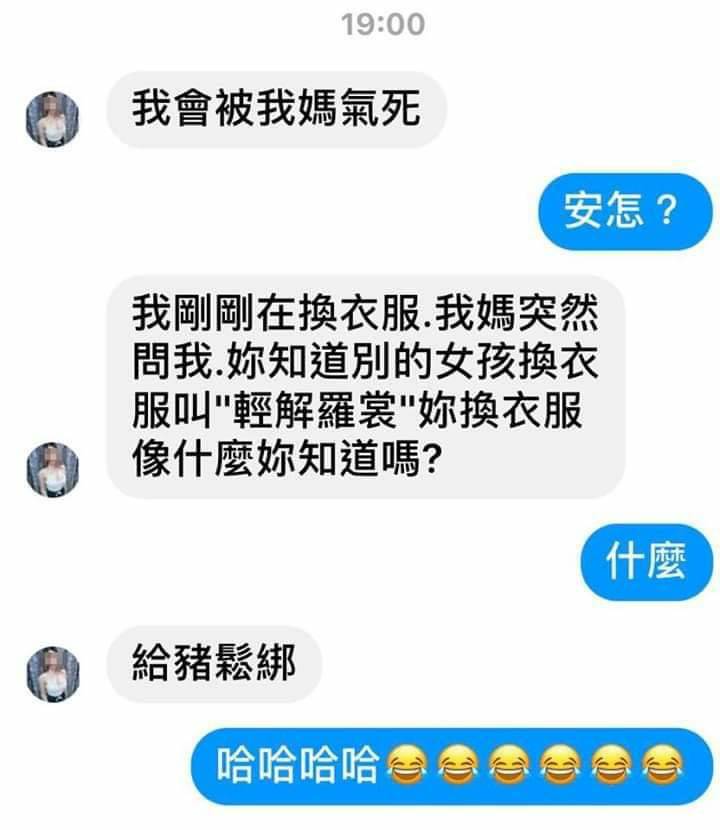 19:00
我會被我媽氣死
安怎？
我剛剛在換衣服.我媽突然
問我.妳知道別的女孩換衣
服叫"輕解羅裳"妳換衣服
像什麼妳知道嗎?
什麼
給豬鬆綁
哈哈哈哈😂😂😂😂😂😂